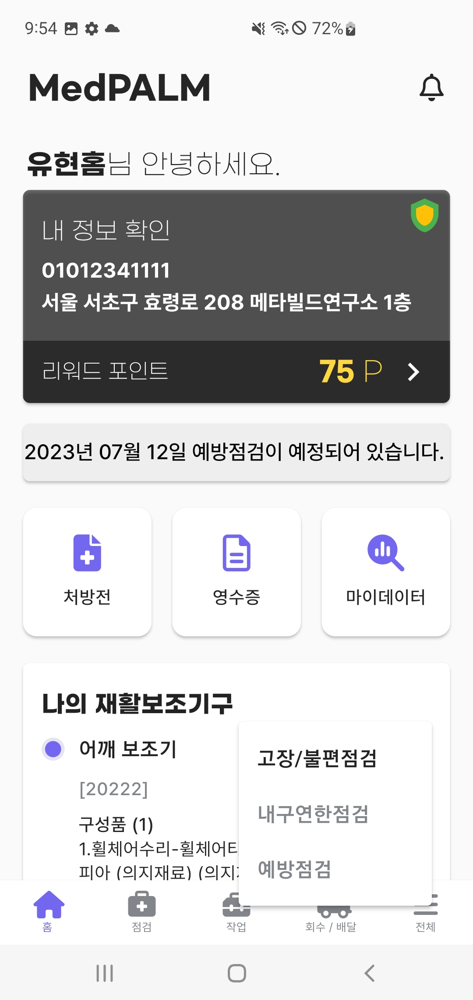 9:54 72%
MedPALM
유현홈님 안녕하세요.
내 정보 확인
01012341111
서울 서초구 효령로 208 메타빌드연구소 1층
리워드 포인트 75 P
2023년 07월 12일 예방점검이 예정되어 있습니다.
처방전 영수증 마이데이터
나의 재활보조기구
어깨 보조기
[20222]
구성품 (1)
1.휠체어수리-휠체어티
피아 (의지재료) (의지
고장/불편점검
내구연한점검
예방점검
홈 점검 작업 회수 / 배달 전체